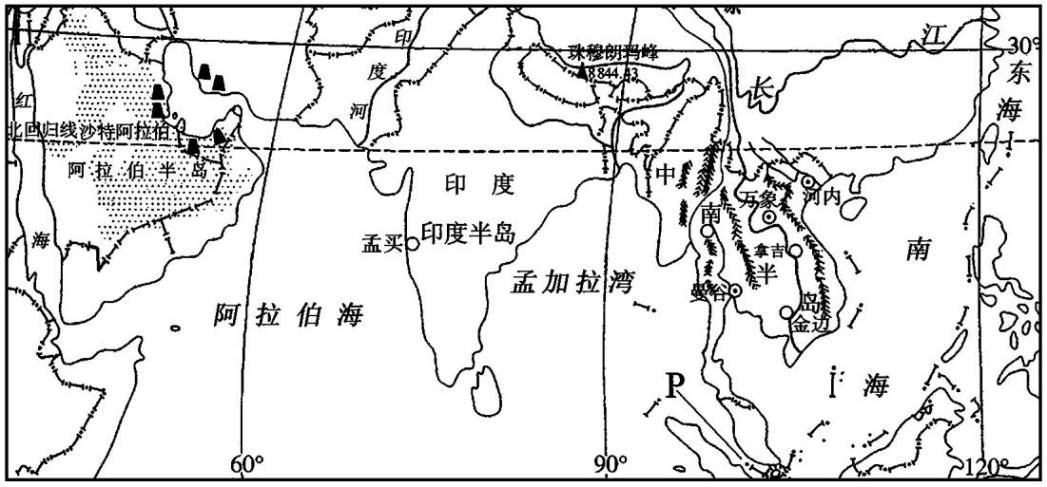 江
30°
东
海
珠穆朗玛峰
8844.43
印
度
河
长
红
海
北回归线
沙特阿拉伯
阿拉伯半岛
印 度
印度半岛
孟买
孟加拉湾
阿拉伯海
中
南
半
岛
万象
河内
拿吉
曼谷
金边
南
海
P
60°
90°
120°